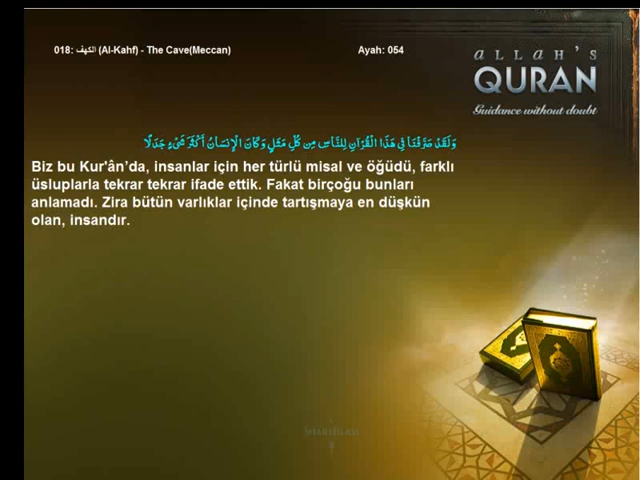 018: الكهف (Al-Kahf) - The Cave(Meccan) Ayah: 054
ALLAH'S
QURAN
Guidance without doubt
وَلَقَدْ صَرَّفْنَا فِي هَذَا الْقُرْآنِ لِلنَّاسِ مِن كُلِّ مَثَلٍ وَكَانَ الْإِنسَانُ أَكْثَرَ شَيْءٍ جَدَلًا
Biz bu Kur'ân’da, insanlar için her türlü misal ve öğüdü, farklı
üsluplarla tekrar tekrar ifade ettik. Fakat birçoğu bunları
anlamadı. Zira bütün varlıklar içinde tartışmaya en düşkün
olan, insandır.